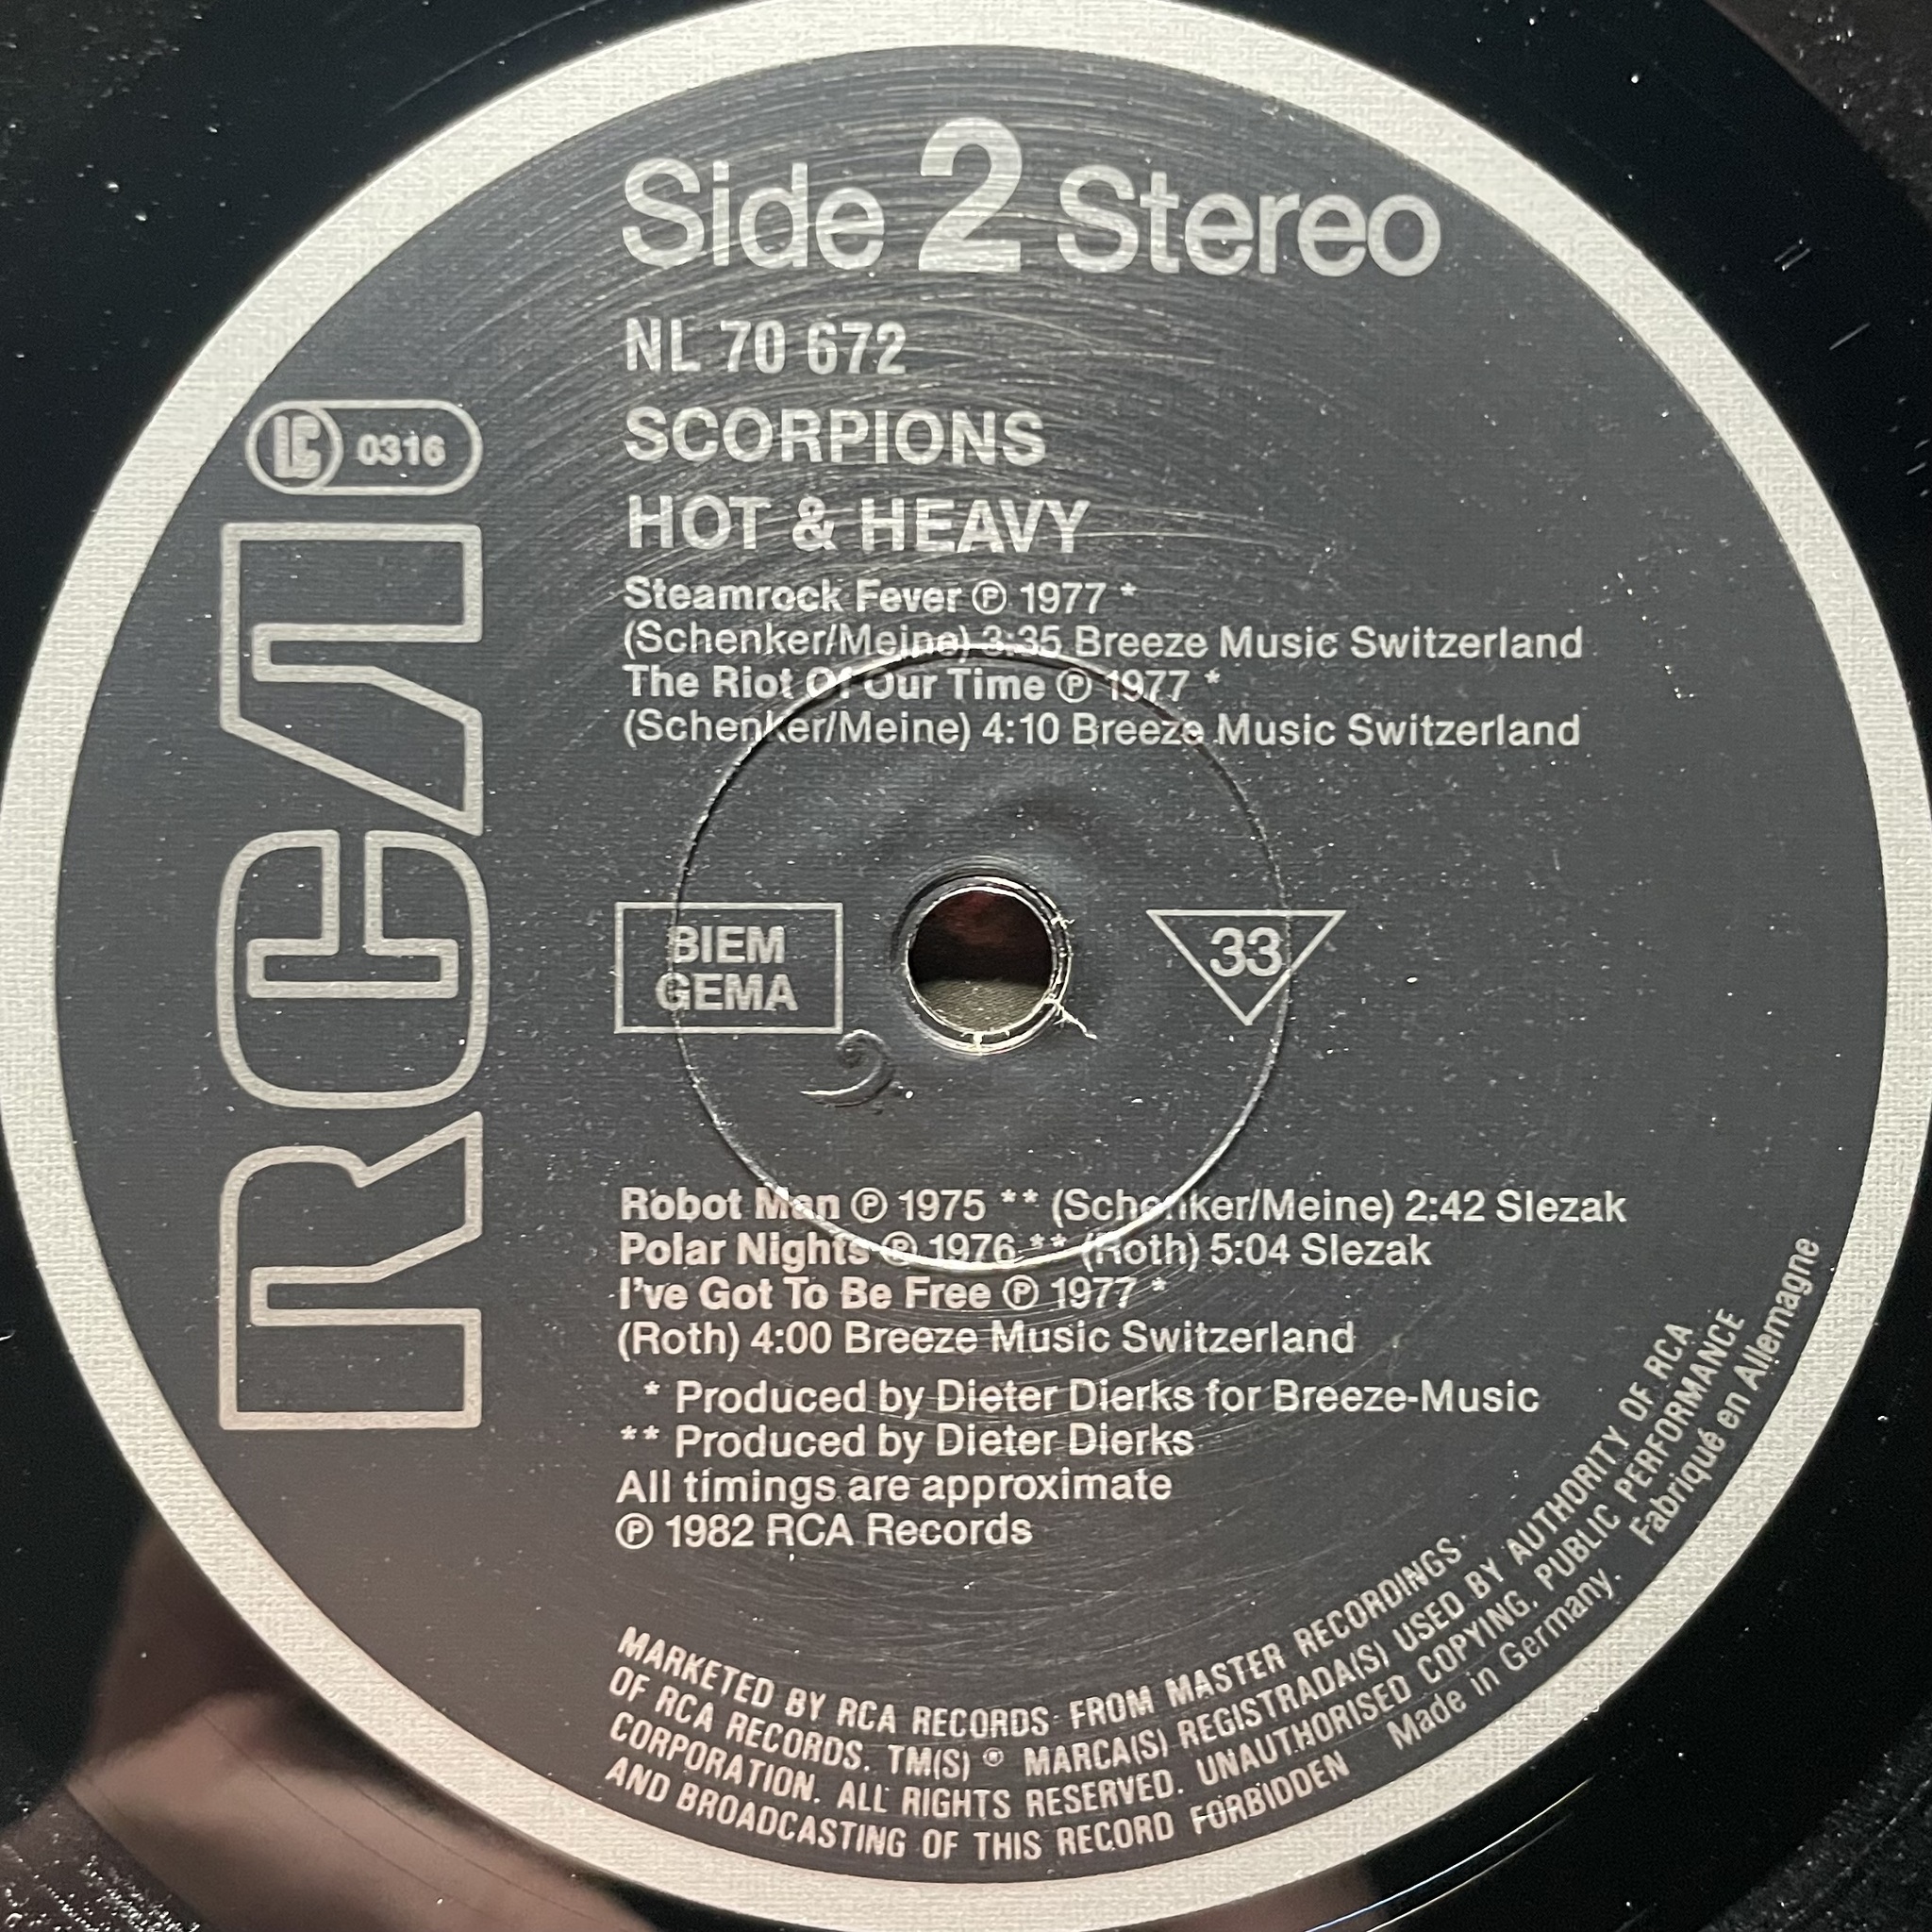 Side 2 Stereo
NL 70 672
LC 0316
SCORPIONS
HOT & HEAVY
RCA
Steamrock Fever ℗ 1977 *
(Schenker/Meine) 3:35 Breeze Music Switzerland
The Riot Of Our Time ℗ 1977 *
(Schenker/Meine) 4:10 Breeze Music Switzerland
BIEM
GEMA
33
Robot Man ℗ 1975 ** (Schenker/Meine) 2:42 Slezak
Polar Nights ℗ 1976 ** (Roth) 5:04 Slezak
I've Got To Be Free ℗ 1977 *
(Roth) 4:00 Breeze Music Switzerland
* Produced by Dieter Dierks for Breeze-Music
** Produced by Dieter Dierks
All timings are approximate
℗ 1982 RCA Records
MARKETED BY RCA RECORDS FROM MASTER RECORDINGS.
OF RCA RECORDS. TM(S) ® MARCA(S) REGISTRADA(S) USED BY AUTHORITY OF RCA
CORPORATION. ALL RIGHTS RESERVED. UNAUTHORISED COPYING, PUBLIC PERFORMANCE
AND BROADCASTING OF THIS RECORD FORBIDDEN Made in Germany. Fabriqué en Allemagne